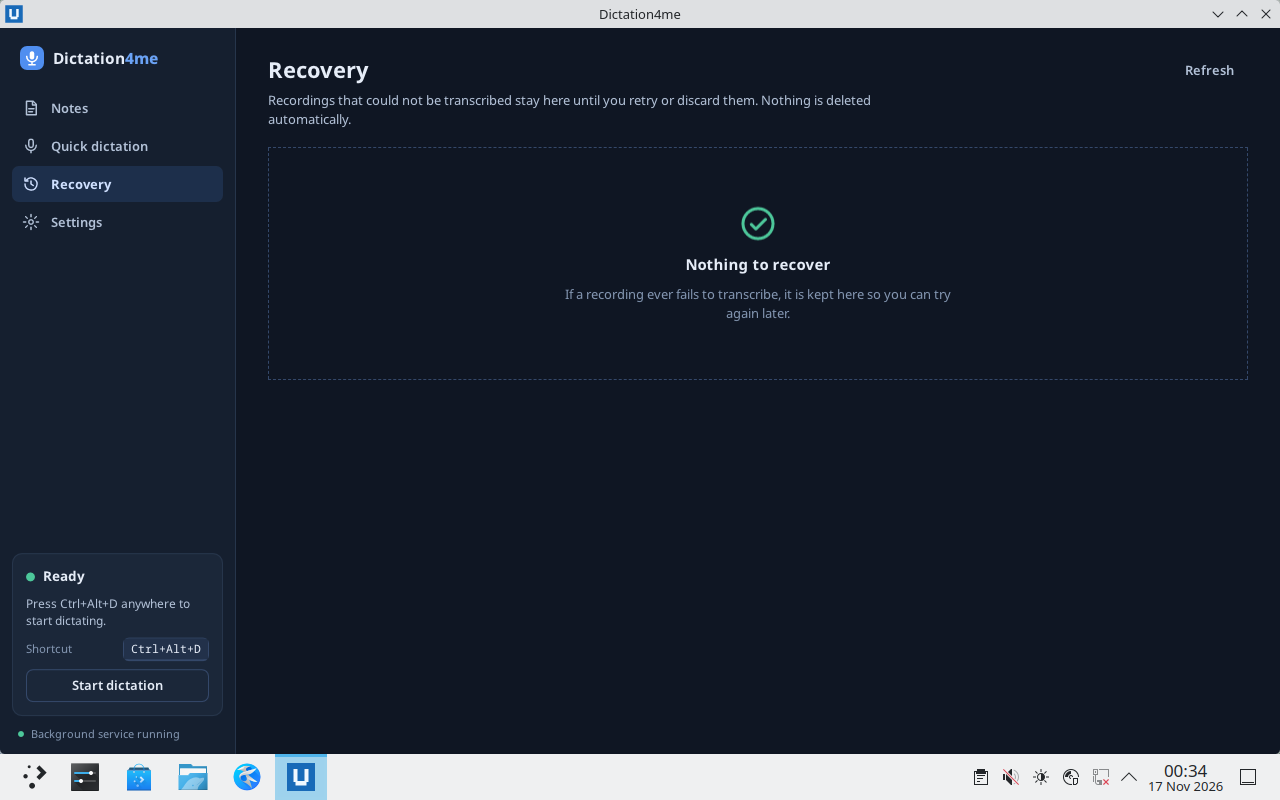 Dictation4me
Dictation4me
Notes
Quick dictation
Recovery
Settings
Recovery
Refresh
Recordings that could not be transcribed stay here until you retry or discard them. Nothing is deleted
automatically.
Nothing to recover
If a recording ever fails to transcribe, it is kept here so you can try
again later.
Ready
Press Ctrl+Alt+D anywhere to
start dictating.
Shortcut
Ctrl+Alt+D
Start dictation
Background service running
00:34
17 Nov 2026